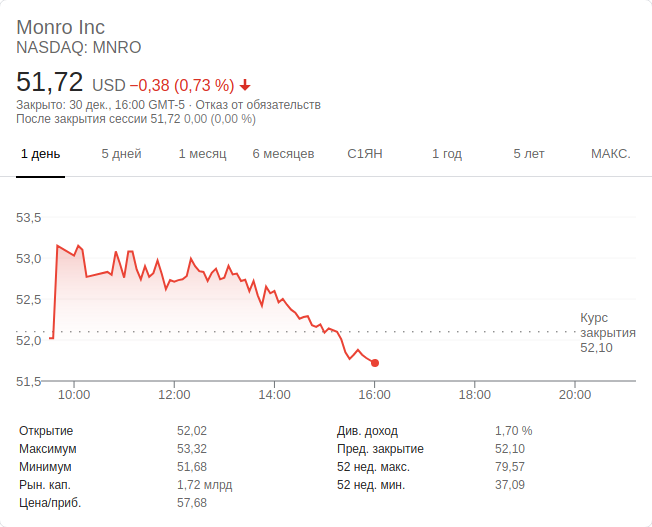 Monro Inc
NASDAQ: MNRO
51,72 USD −0,38 (0,73 %)
Закрыто: 30 дек., 16:00 GMT-5 · Отказ от обязательств
После закрытия сессии 51,72 0,00 (0,00 %)
1 день 5 дней 1 месяц 6 месяцев С1ЯН 1 год 5 лет МАКС.
53,5
53,0
52,5
52,0
51,5
Курс
закрытия
52,10
10:00 12:00 14:00 16:00 18:00 20:00
Открытие 52,02 Див. доход 1,70 %
Максимум 53,32 Пред. закрытие 52,10
Минимум 51,68 52 нед. макс. 79,57
Рын. кап. 1,72 млрд 52 нед. мин. 37,09
Цена/приб. 57,68